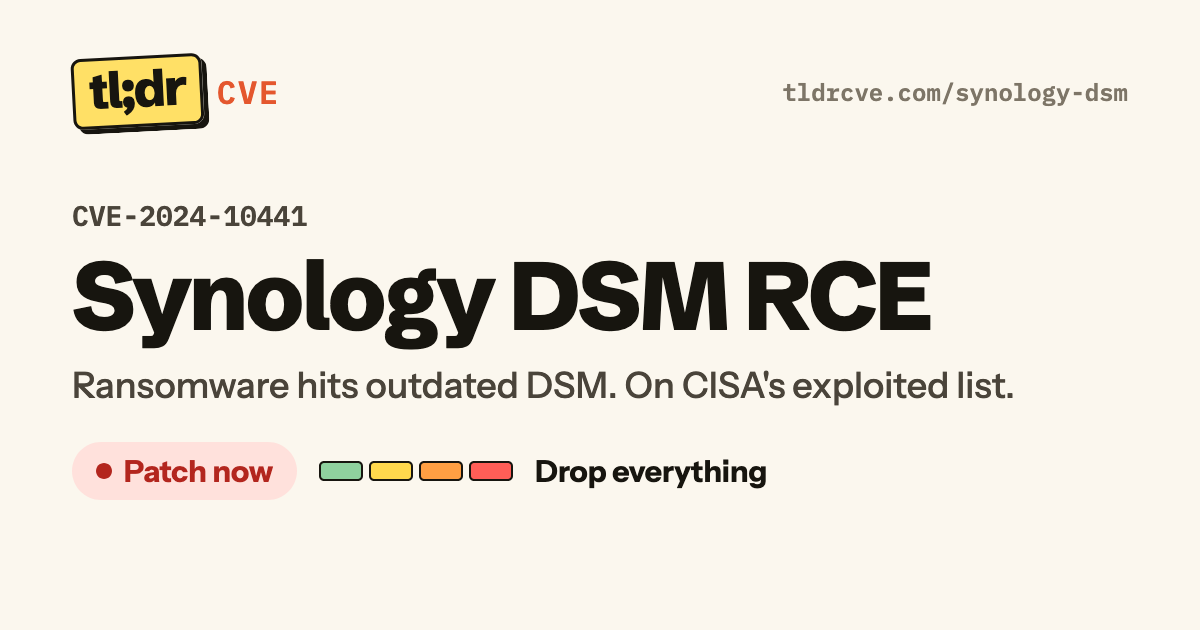 tl;dr CVE
tldrcve.com/synology-dsm
CVE-2024-10441
Synology DSM RCE
Ransomware hits outdated DSM. On CISA's exploited list.
Patch now
Drop everything